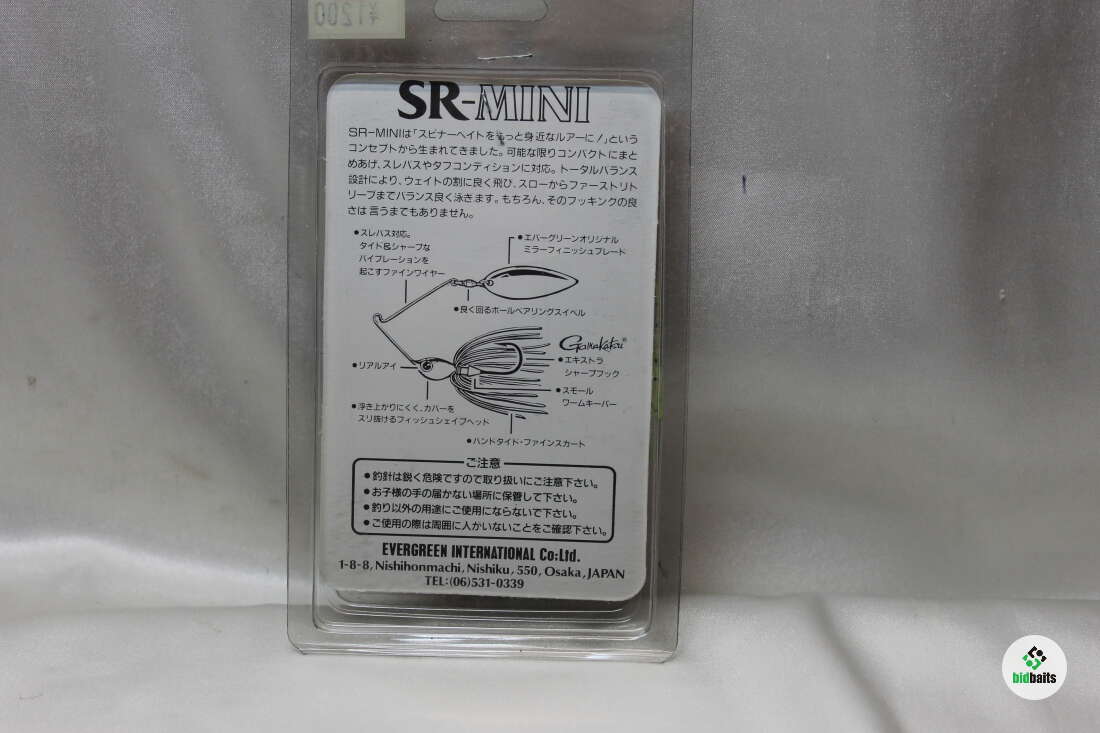 ¥1200
SR-MINI
SR-MINIは「スピナーベイトをもっと身近なルアーに!」という
コンセプトから生まれてきました。可能な限りコンパクトにまと
めあげ、スレバスやタフコンディションに対応。トータルバランス
設計により、ウェイトの割に良く飛び、スローからファーストリト
リーブまでバランス良く泳ぎます。もちろん、そのフッキングの良
さは言うまでもありません。
●スレバス対応。
タイト&シャープな
バイブレーションを
起こすファインワイヤー
●エバーグリーンオリジナル
ミラーフィニッシュブレード
●良く回るボールベアリングスイベル
Gamakatsu®
●エキストラ
シャープフック
●リアルアイ
●スモール
ワームキーパー
●浮き上がりにくく、カバーを
スリ抜けるフィッシュシェイプヘッド
●ハンドタイド・ファインスカート
ご注意
●釣針は鋭く危険ですので取り扱いにご注意下さい。
●お子様の手の届かない場所に保管して下さい。
●釣り以外の用途にご使用にならないで下さい。
●ご使用の際は周囲に人がいないことをご確認下さい。
EVERGREEN INTERNATIONAL Co:Ltd.
1-8-8, Nishihonmachi, Nishiku, 550, Osaka, JAPAN
TEL:(06)531-0339
bidbaits